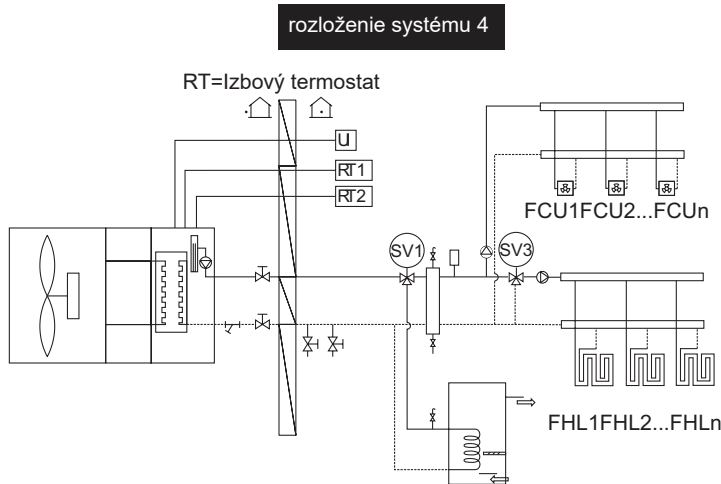 rozloženie systému 4
RT=Izbový termostat
U
RT1
RT2
SV1
SV3
FCU1FCU2...FCUn
FHL1FHL2...FHLn